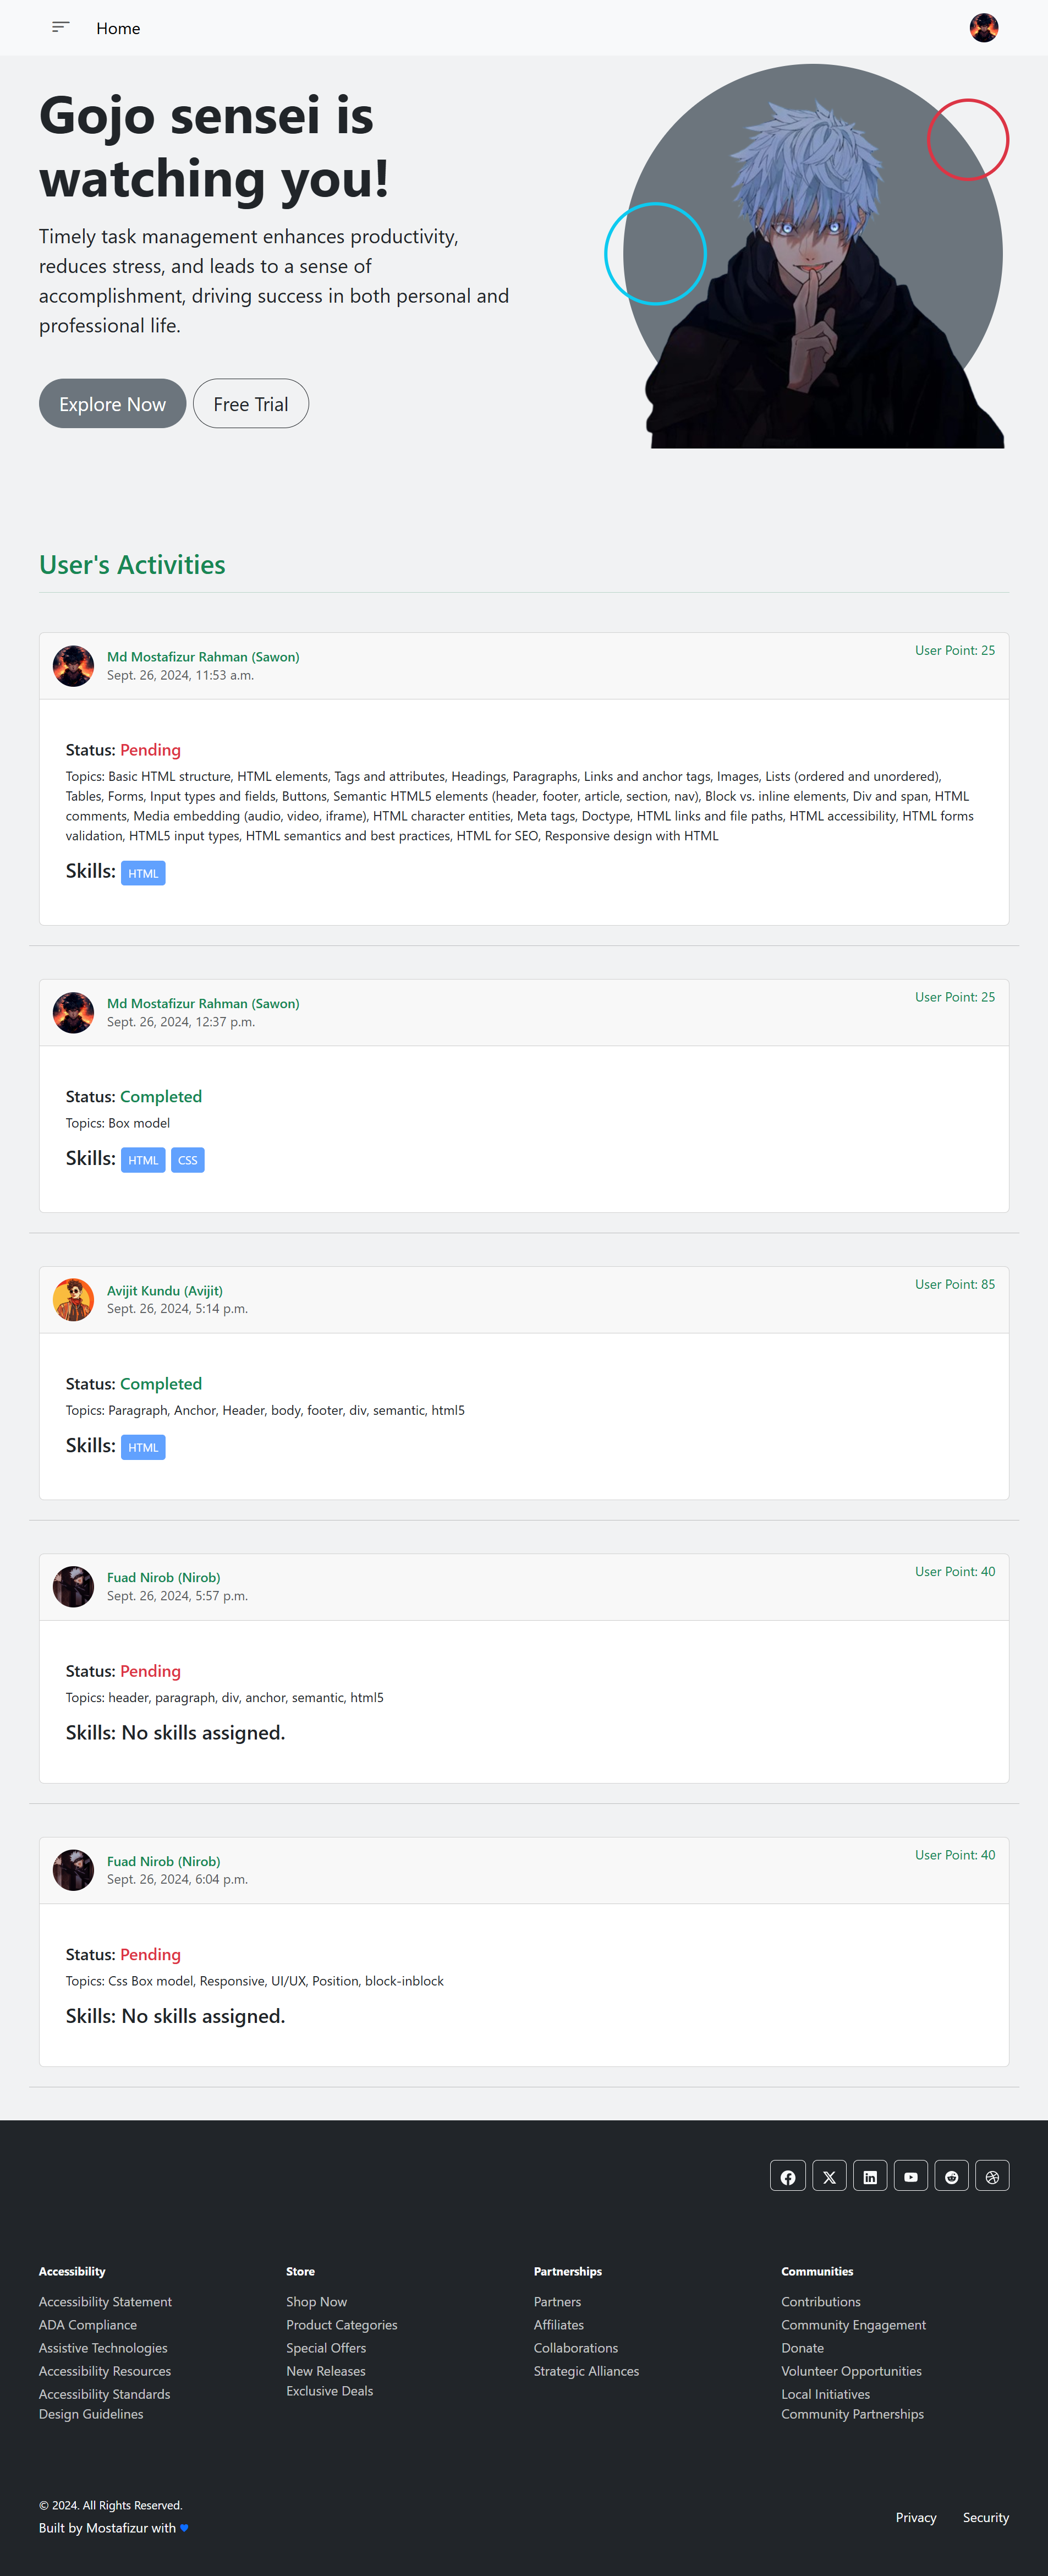 Home
Gojo sensei is
watching you!
Timely task management enhances productivity,
reduces stress, and leads to a sense of
accomplishment, driving success in both personal and
professional life.
Explore Now
Free Trial
User's Activities
Md Mostafizur Rahman (Sawon)
Sept. 26, 2024, 11:53 a.m.
User Point: 25
Status: Pending
Topics: Basic HTML structure, HTML elements, Tags and attributes, Headings, Paragraphs, Links and anchor tags, Images, Lists (ordered and unordered),
Tables, Forms, Input types and fields, Buttons, Semantic HTML5 elements (header, footer, article, section, nav), Block vs. inline elements, Div and span, HTML
comments, Media embedding (audio, video, iframe), HTML character entities, Meta tags, Doctype, HTML links and file paths, HTML accessibility, HTML forms
validation, HTML5 input types, HTML semantics and best practices, HTML for SEO, Responsive design with HTML
Skills: HTML
Md Mostafizur Rahman (Sawon)
Sept. 26, 2024, 12:37 p.m.
User Point: 25
Status: Completed
Topics: Box model
Skills: HTML CSS
Avijit Kundu (Avijit)
Sept. 26, 2024, 5:14 p.m.
User Point: 85
Status: Completed
Topics: Paragraph, Anchor, Header, body, footer, div, semantic, html5
Skills: HTML
Fuad Nirob (Nirob)
Sept. 26, 2024, 5:57 p.m.
User Point: 40
Status: Pending
Topics: header, paragraph, div, anchor, semantic, html5
Skills: No skills assigned.
Fuad Nirob (Nirob)
Sept. 26, 2024, 6:04 p.m.
User Point: 40
Status: Pending
Topics: Css Box model, Responsive, UI/UX, Position, block-inblock
Skills: No skills assigned.
Accessibility
Accessibility Statement
ADA Compliance
Assistive Technologies
Accessibility Resources
Accessibility Standards
Design Guidelines
Store
Shop Now
Product Categories
Special Offers
New Releases
Exclusive Deals
Partnerships
Partners
Affiliates
Collaborations
Strategic Alliances
Communities
Contributions
Community Engagement
Donate
Volunteer Opportunities
Local Initiatives
Community Partnerships
© 2024. All Rights Reserved.
Built by Mostafizur with
Privacy
Security